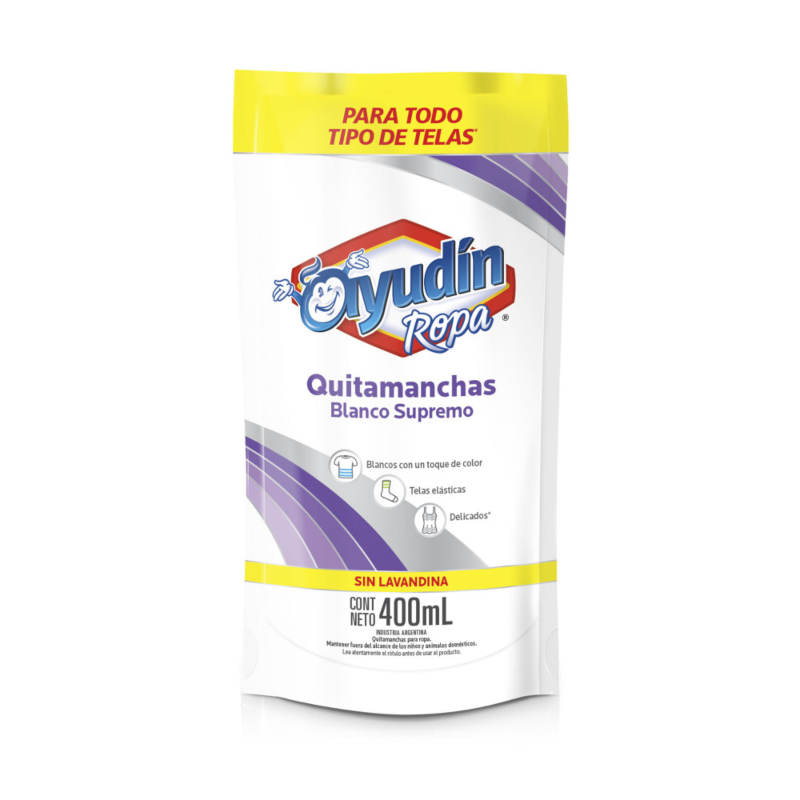 PARA TODO
TIPO DE TELAS*
Ayudín
Ropa ®
Quitamanchas
Blanco Supremo
Blancos con un toque de color
Telas elásticas
Delicados*
SIN LAVANDINA
CONT
NETO 400mL
INDUSTRIA ARGENTINA
Quitamanchas para ropa.
Mantener fuera del alcance de los niños y animales domésticos.
Lea atentamente el rótulo antes de usar el producto.